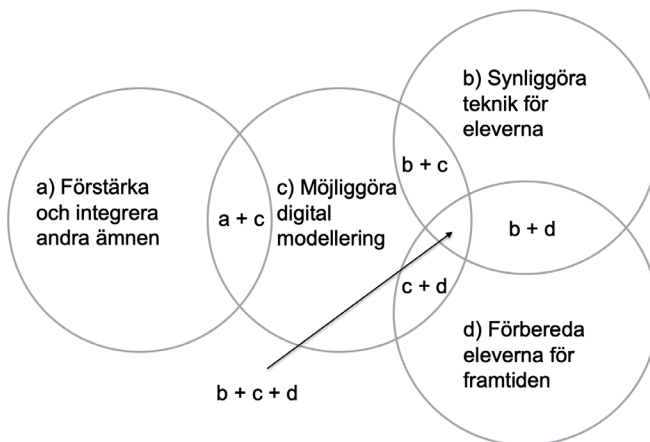 a) Förstärka
och integrera
andra ämnen
a + c
c) Möjliggöra
digital
modellering
b + c
b) Synliggöra
teknik för
eleverna
b + d
c + d
d) Förbereda
eleverna för
framtiden
b + c + d